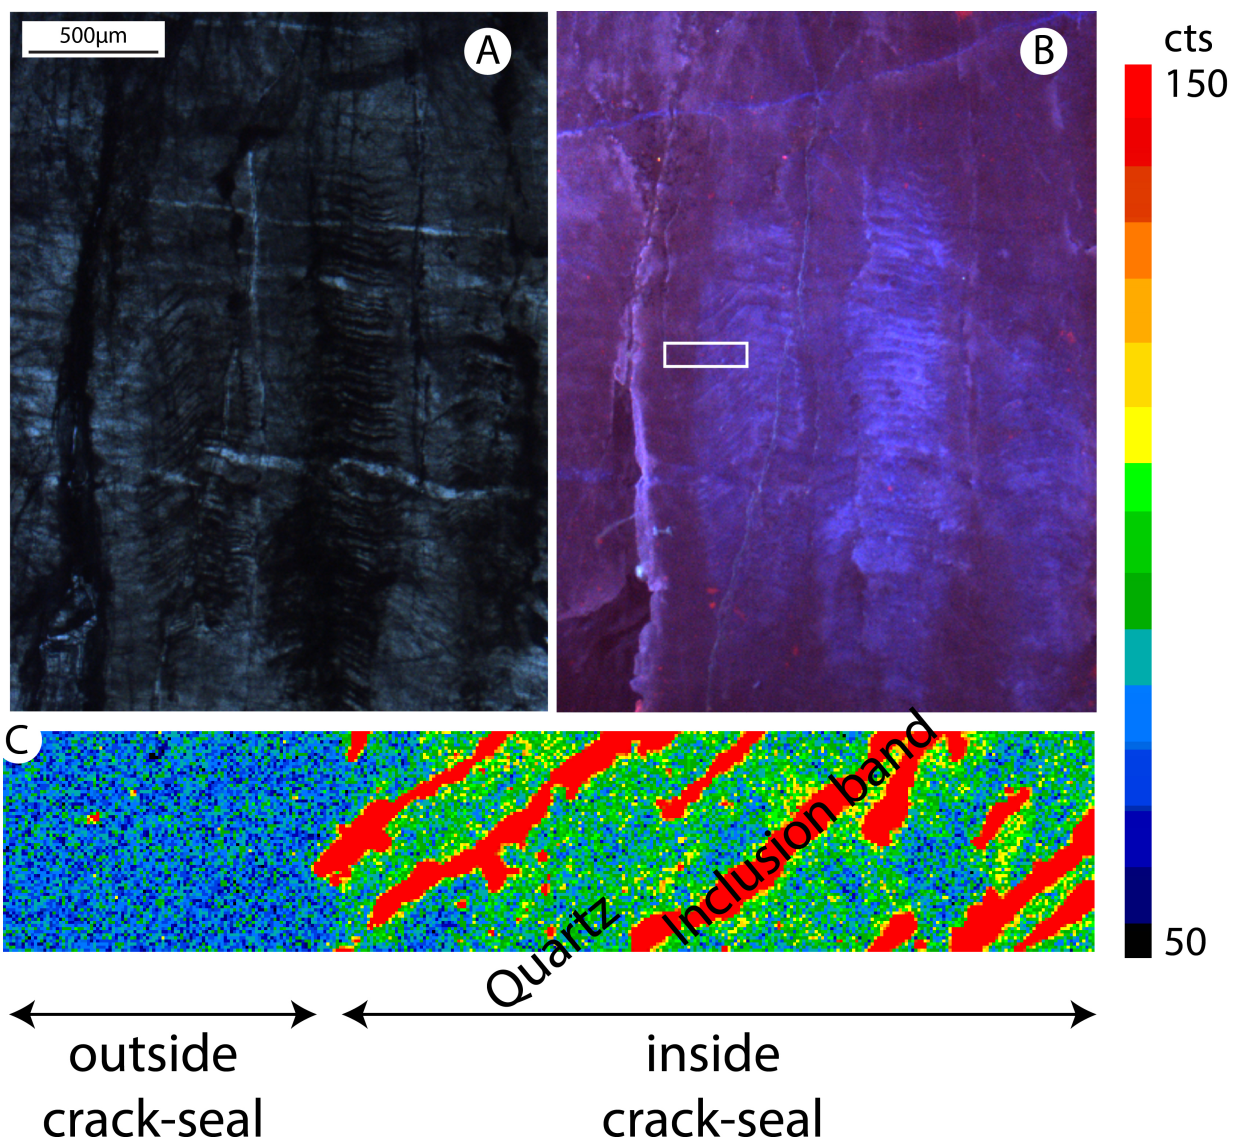 500µm
A
B
cts
150
C
Inclusion band
Quartz
50
outside
crack-seal
inside
crack-seal